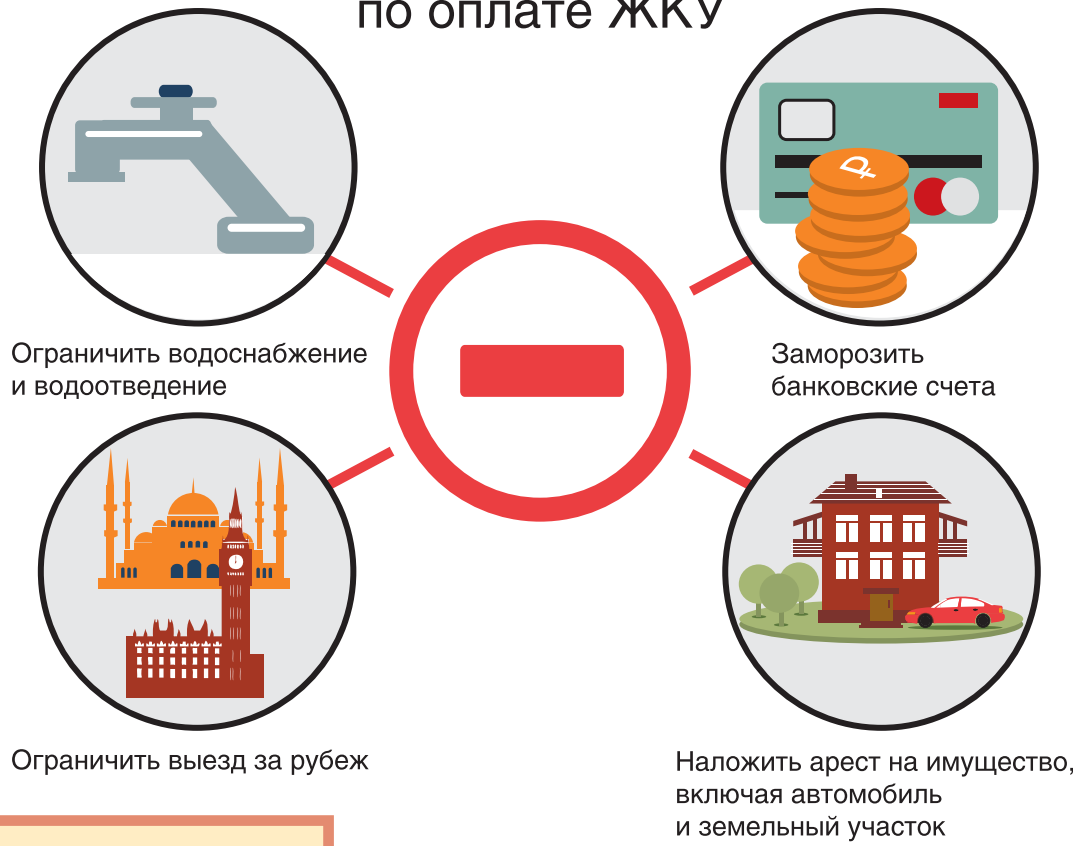 по оплате ЖКУ
₽
Ограничить водоснабжение
и водоотведение
Заморозить
банковские счета
Ограничить выезд за рубеж
Наложить арест на имущество,
включая автомобиль
и земельный участок